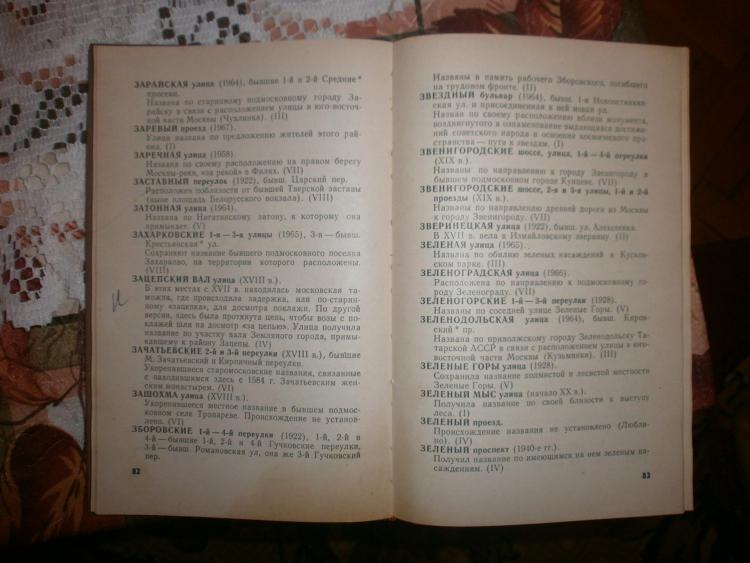 ЗАРАЙСКАЯ улица (1964), бывшие 1-й и 2-й Средние*
просеки.
Названа по старинному подмосковному городу За-
райску в связи с расположением улицы в юго-восточ-
ной части Москвы (Чухлинка). (III)
ЗАРЕВЫЙ проезд (1967).
Улица названа по предложению жителей этого рай-
она. (I)
ЗАРЕЧНАЯ улица (1958).
Названа по своему расположению на правом берегу
Москвы-реки, «за рекой» в Филях. (VII)
ЗАСТАВНЫЙ переулок (1922), бывш. Царский пер.
Расположен поблизости от бывшей Тверской заставы
(ныне площадь Белорусского вокзала). (VIII)
ЗАТОННАЯ улица (1964).
Названа по Нагатинскому затону, к которому она
примыкает. (V)
ЗАХАРКОВСКИЕ 1-я—3-я улицы (1965), 3-я—бывш.
Крестьянская* ул.
Сохраняют название бывшего подмосковного поселка
Захарково, на территории которого расположены.
(VIII)
ЗАЦЕПСКИЙ ВАЛ улица (XVIII в.).
В этих местах с XVII в. находилась московская та-
можня, где происходила задержка, или по-старин-
ному «зацепка», для досмотра поклажи. По другой
версии, здесь была протянута цепь, чтобы возы с по-
клажей шли на досмотр «за цепью». Улица получила
название по участку вала Земляного города, примы-
кавшему к району Зацепы. (IV)
ЗАЧАТЬЕВСКИЕ 2-й и 3-й переулки (XVIII в.), бывшие
М. Зачатьевский и Кирпичный переулки.
Укоренившиеся старомосковские названия, связанные
с находившимся здесь с 1584 г. Зачатьевским жен-
ским монастырем. (VI)
ЗАШОХМА улица (XVIII в.).
Укоренившееся местное название в бывшем подмос-
ковном селе Тропареве. Происхождение не установ-
лено. (VI)
ЗБОРОВСКИЕ 1-й—4-й переулки (1922), 1-й, 2-й и
4-й—бывшие 1-й, 2-й и 4-й Гучковские переулки,
3-й—бывш. Романовская ул, она же 3-й Гучковский
пер.
82
Названы в память рабочего Зборовского, погибшего
на трудовом фронте. (II)
ЗВЕЗДНЫЙ бульвар (1964), бывш. 1-я Новоостанкин-
ская ул. и присоединенная к ней новая ул.
Назван по своему расположению вблизи монумента,
воздвигнутого в ознаменование выдающихся достиже-
ний советского народа в освоении космического про-
странства—пути к звездам. (I)
ЗВЕНИГОРОДСКИЕ шоссе, улица, 1-й—4-й переулки
(XIX в.).
Названы по направлению к городу Звенигороду в
бывшем подмосковном городе Кунцеве. (VII)
ЗВЕНИГОРОДСКИЕ шоссе, 2-я и 3-я улицы, 1-й и 2-й
проезды (XIX в.).
Названы по направлению древней дороги из Москвы
к городу Звенигороду. (VII)
ЗВЕРИНЕЦКАЯ улица (1922), бывш. ул. Алексеевка.
В XVII в. вела к Измайловскому зверинцу. (II)
ЗЕЛЕНАЯ улица (1965).
Названа по обилию зеленых насаждений в Кусков-
ском парке. (III)
ЗЕЛЕНОГРАДСКАЯ улица (1966).
Расположена по направлению к подмосковному го-
роду Зеленограду. (VII)
ЗЕЛЕНОГОРСКИЕ 1-й—3-й переулки (1928).
Названы по соседней улице Зеленые Горы. (V)
ЗЕЛЕНОДОЛЬСКАЯ улица (1964), бывш. Киров-
ский* пр.
Названа по приволжскому городу Зеленодольску Та-
тарской АССР в связи с расположением улицы в юго-
восточной части Москвы (Кузьминки). (III)
ЗЕЛЕНЫЕ ГОРЫ улица (1928).
Сохранила название холмистой и лесистой местности
Зеленые Горы. (V)
ЗЕЛЕНЫЙ МЫС улица (начало XX в.).
Получила название по своей близости к выступу
леса. (I)
ЗЕЛЕНЫЙ проезд.
Происхождение названия не установлено (Любли-
но). (IV)
ЗЕЛЕНЫЙ проспект (1940-е гг.).
Получил название по имеющимся на нем зеленым на-
саждениям. (IV)
83